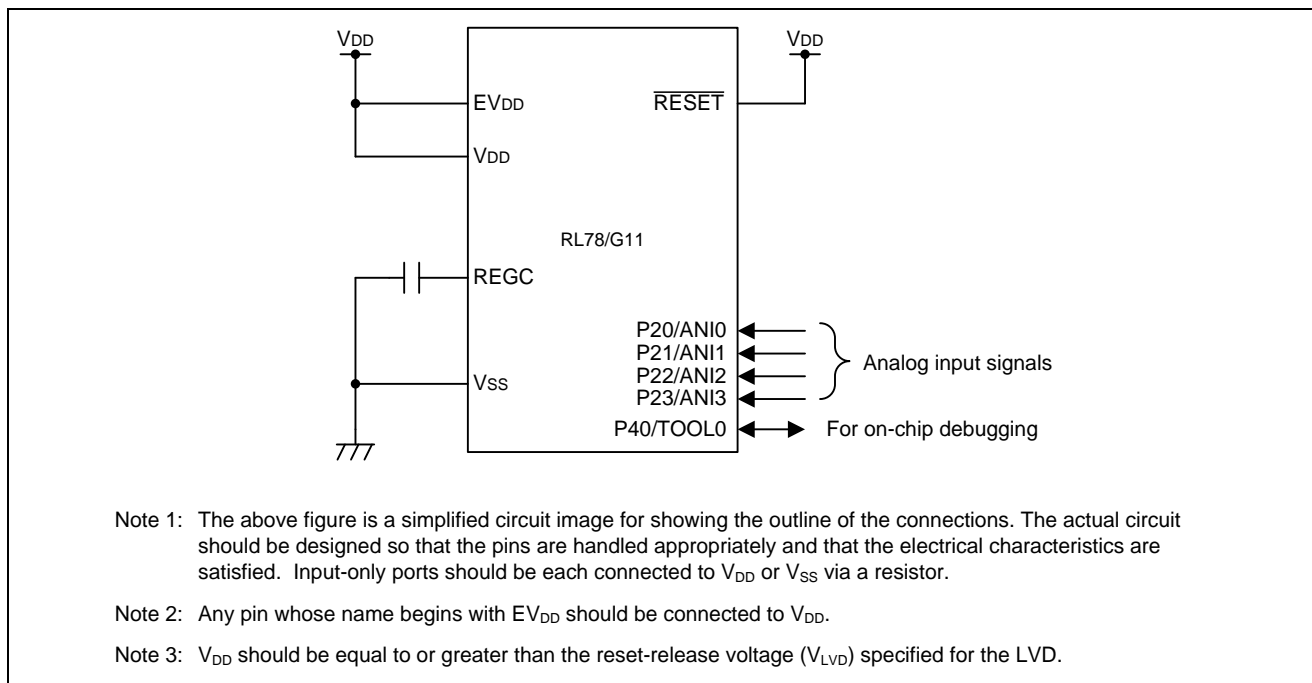 VDD
VDD
EVDD
RESET
VDD
RL78/G11
REGC
P20/ANI0
P21/ANI1
Analog input signals
P22/ANI2
P23/ANI3
VSS
P40/TOOL0
For on-chip debugging
Note 1: The above figure is a simplified circuit image for showing the outline of the connections. The actual circuit
should be designed so that the pins are handled appropriately and that the electrical characteristics are
satisfied. Input-only ports should be each connected to VDD or VSS via a resistor.
Note 2: Any pin whose name begins with EVDD should be connected to VDD.
Note 3: VDD should be equal to or greater than the reset-release voltage (VLVD) specified for the LVD.